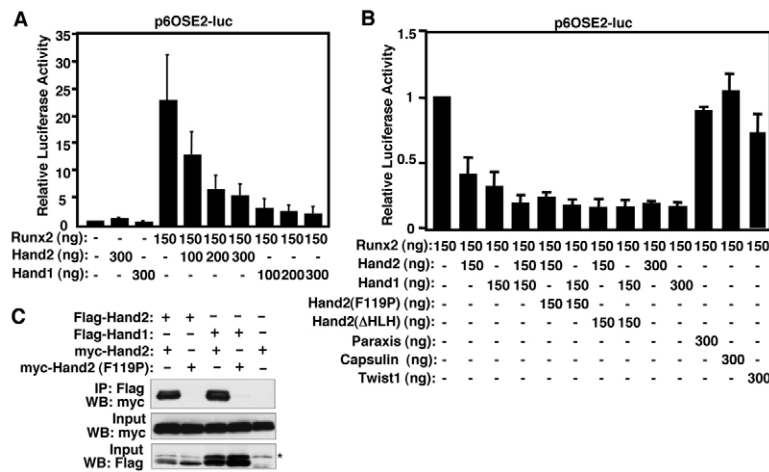 A
p6OSE2-luc
Relative Luciferase Activity
35
30
25
20
15
10
5
0
Runx2 (ng): - - - 150 150 150 150 150 150 150
Hand2 (ng): - 300 - - 100 200 300 - - -
Hand1 (ng): - - 300 - - - - 100 200 300
B
p6OSE2-luc
Relative Luciferase Activity
1.5
1
0.5
0
Runx2 (ng): 150 150 150 150 150 150 150 150 150 150 150 150 150
Hand2 (ng): - 150 - 150 150 - 150 - 300 - - - -
Hand1 (ng): - - 150 150 - 150 - 150 - 300 - - -
Hand2(F119P) (ng): - - - - 150 150 - - - - - - -
Hand2(ΔHLH) (ng): - - - - - - 150 150 - - - - -
Paraxis (ng): - - - - - - - - - - 300 - -
Capsulin (ng): - - - - - - - - - - - 300 -
Twist1 (ng): - - - - - - - - - - - - 300
C
Flag-Hand2: + + - - -
Flag-Hand1: - - + + -
myc-Hand2: + - + - +
myc-Hand2 (F119P): - + - + -
IP: Flag
WB: myc
Input
WB: myc
Input
WB: Flag
*